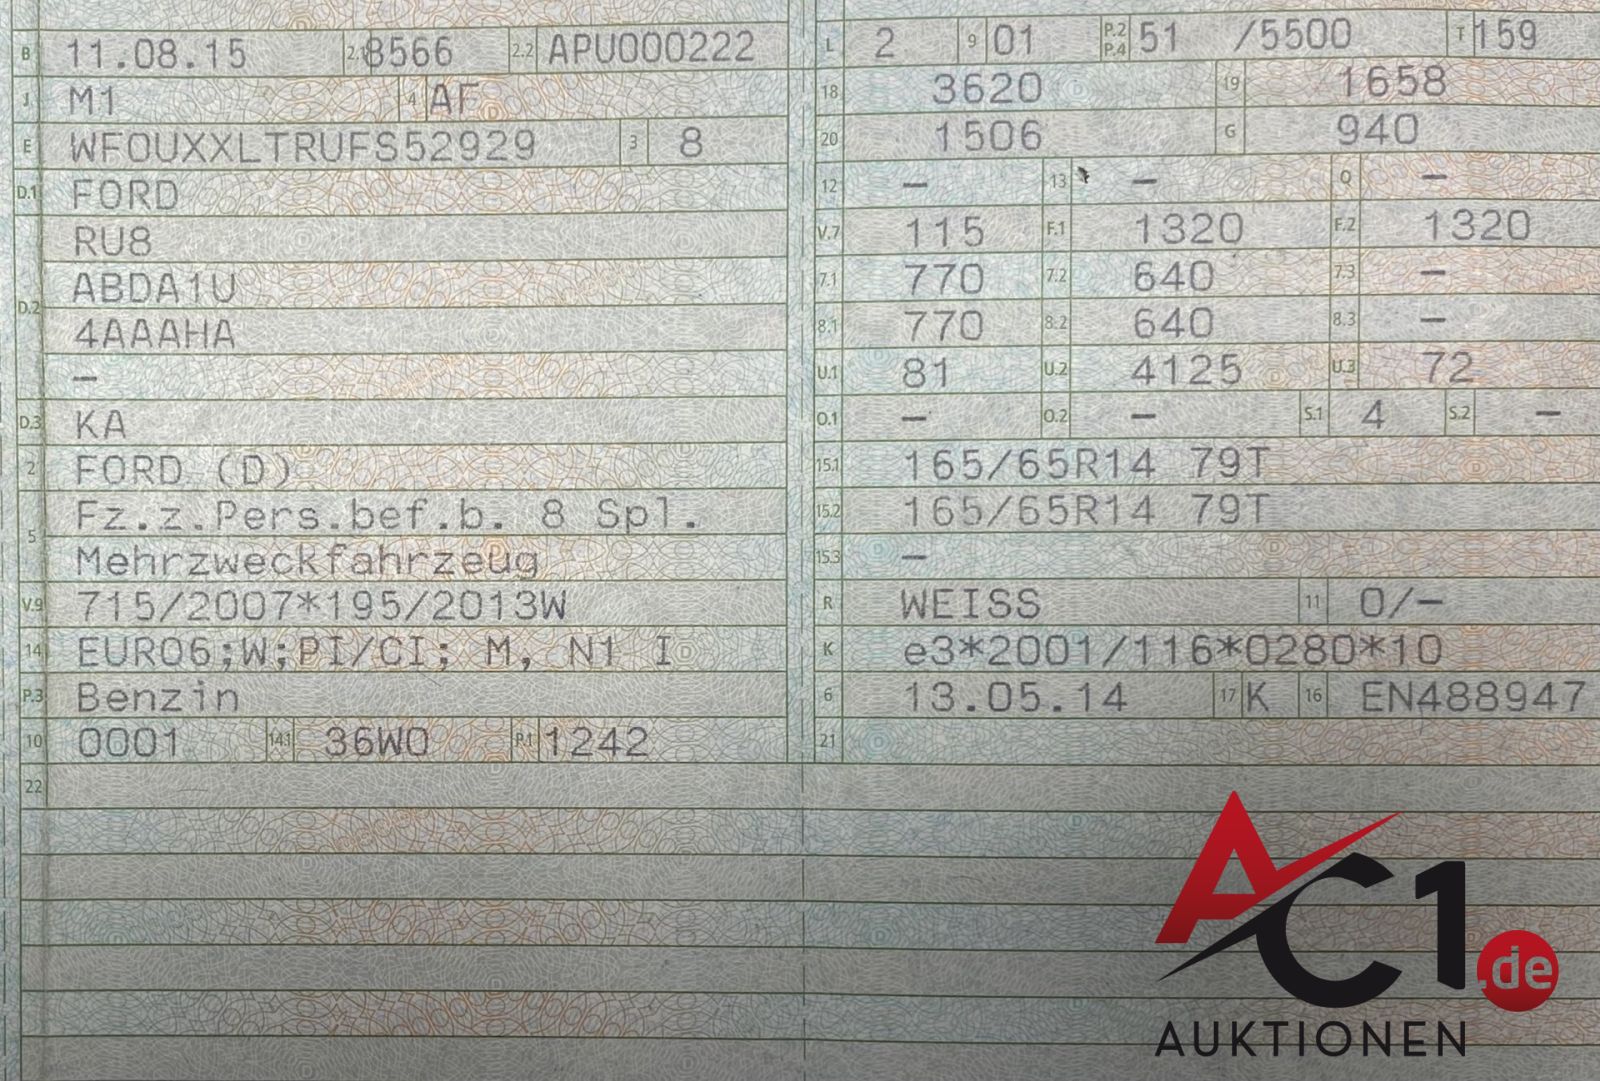 B 11.08.15 2.1 8566 2.2 APU000222
J M1 4 AF
E WF0UXXLTRUFS52929 3 8
D.1 FORD
RU8
ABDA1U
D.2
4AAAHA
–
D.3 KA
2 FORD (D)
Fz.z.Pers.bef.b. 8 Spl.
5
Mehrzweckfahrzeug
V.9 715/2007*195/2013W
14 EURO6;W;PI/CI; M, N1 I
P.3 Benzin
10 0001 14.1 36W0 P.1 1242
22
L 2 9 01 P.2 P.4 51 /5500 T 159
18 3620 19 1658
20 1506 G 940
12 – 13 – Q –
V.7 115 F.1 1320 F.2 1320
7.1 770 7.2 640 7.3 –
8.1 770 8.2 640 8.3 –
U.1 81 U.2 4125 U.3 72
O.1 – O.2 – S.1 4 S.2 –
15.1 165/65R14 79T
15.2 165/65R14 79T
15.3 –
R WEISS 11 0/–
K e3*2001/116*0280*10
6 13.05.14 17 K 16 EN488947
21
AC1.de
AUKTIONEN